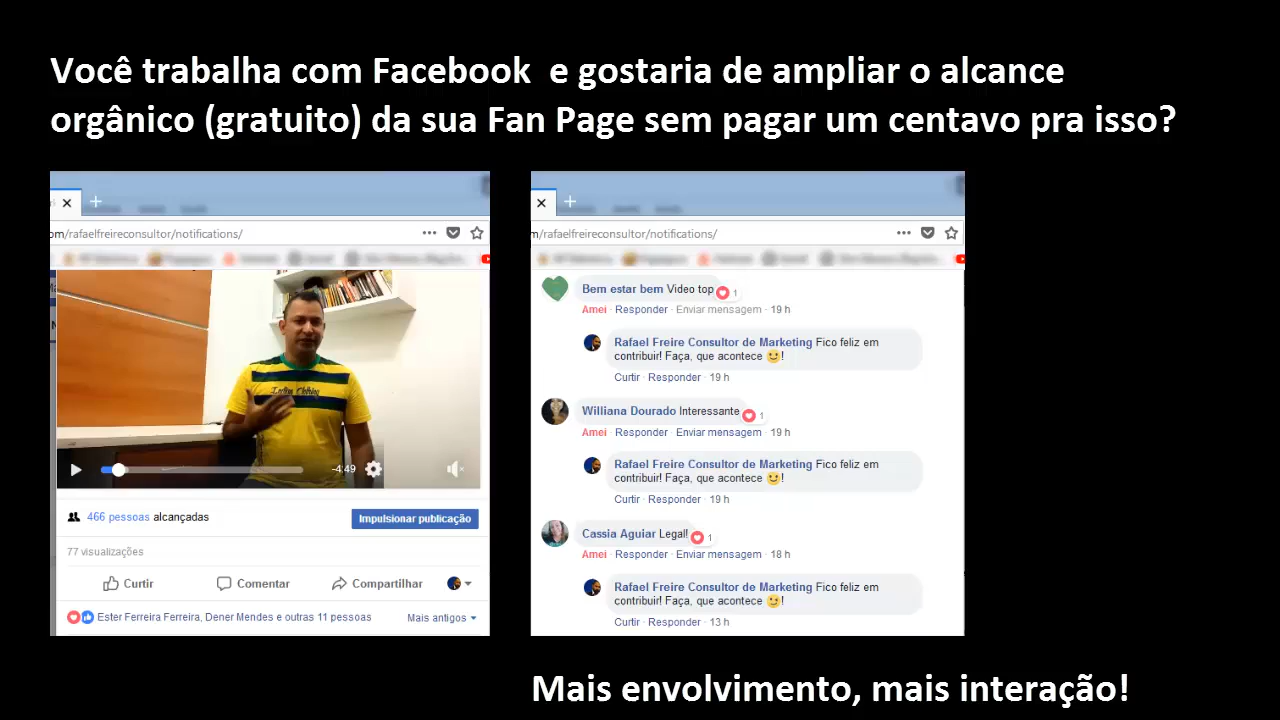 Você trabalha com Facebook e gostaria de ampliar o alcance
orgânico (gratuito) da sua Fan Page sem pagar um centavo pra isso?
om/rafaelfreireconsultor/notifications/
-4:49
466 pessoas alcançadas
Impulsionar publicação
77 visualizações
Curtir
Comentar
Compartilhar
Ester Ferreira Ferreira, Dener Mendes e outras 11 pessoas
Mais antigos
m/rafaelfreireconsultor/notifications/
Bem estar bem Video top 1
Amei · Responder · Enviar mensagem · 19 h
Rafael Freire Consultor de Marketing Fico feliz em
contribuir! Faça, que acontece 😉!
Curtir · Responder · 19 h
Williana Dourado Interessante 1
Amei · Responder · Enviar mensagem · 19 h
Rafael Freire Consultor de Marketing Fico feliz em
contribuir! Faça, que acontece 😉!
Curtir · Responder · 19 h
Cassia Aguiar Legal! 1
Amei · Responder · Enviar mensagem · 18 h
Rafael Freire Consultor de Marketing Fico feliz em
contribuir! Faça, que acontece 😉!
Curtir · Responder · 13 h
Mais envolvimento, mais interação!